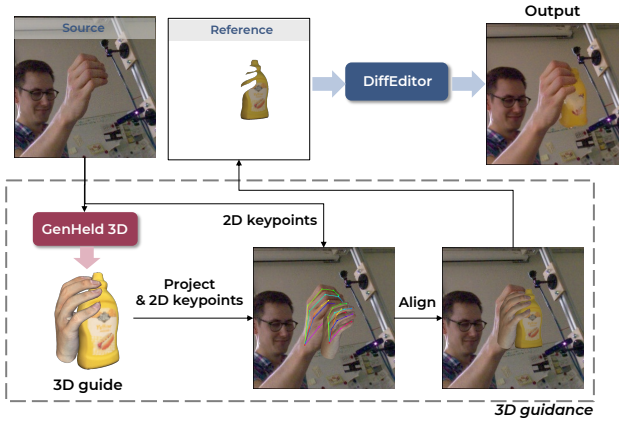 Source
Reference
Output
DiffEditor
GenHeld 3D
2D keypoints
Project
& 2D keypoints
Align
3D guide
3D guidance